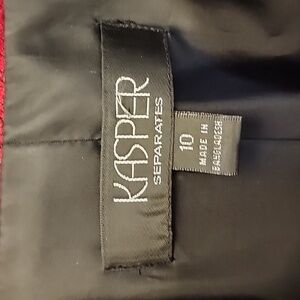 KASPER
SEPARATES
10
MADE IN
BANGLADESH